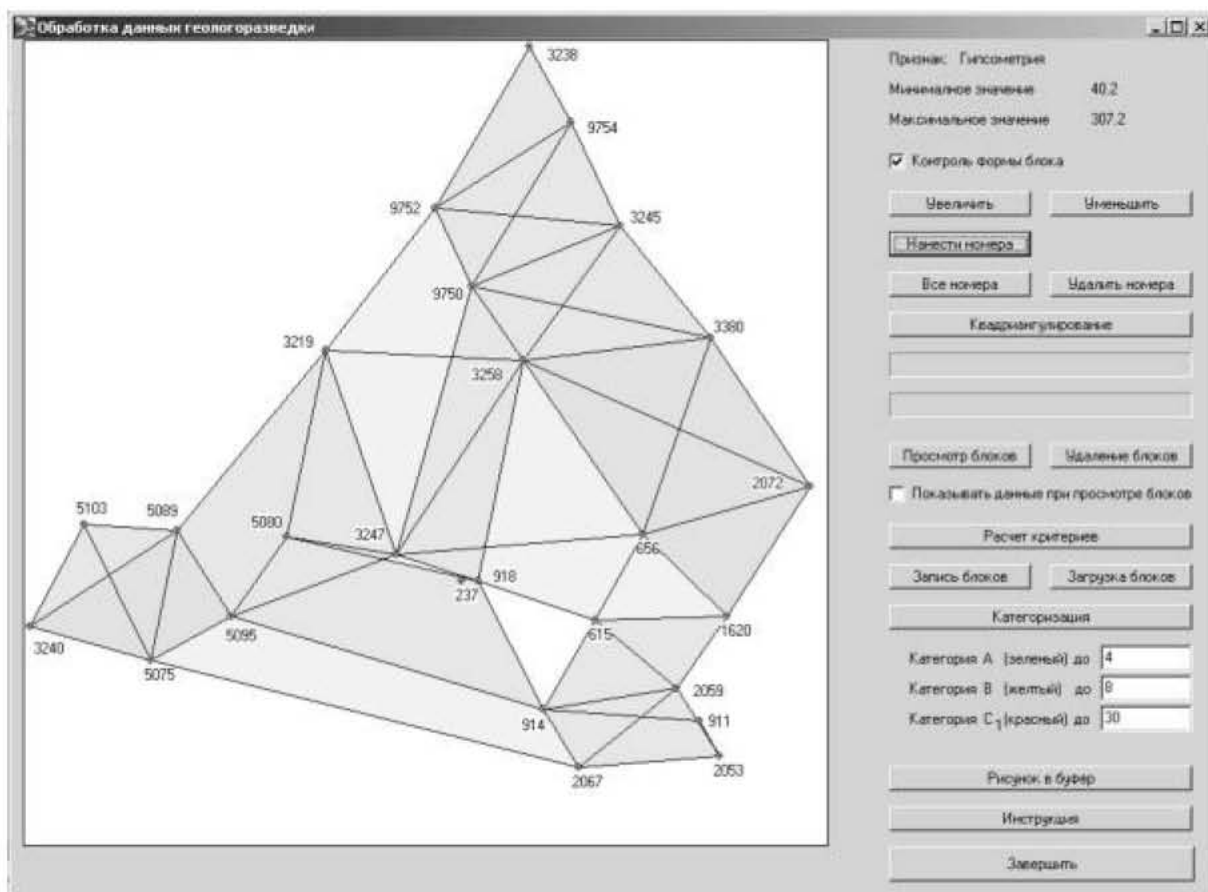 Обработка данных геологоразведки
3238
9754
9752
3245
9750
3380
3219
3258
2072
5103
5089
5080
3247
656
918
237
3240
5095
615
1620
5075
2059
914
911
2067
2053
Признак: Гипсометрия
Минималное значение 40.2
Максимальное значение 307.2
Контроль формы блока
Увеличить Уменьшить
Нанести номера
Все номера Удалить номера
Квадриангулирование
Просмотр блоков Удаление блоков
Показывать данные при просмотре блоков
Расчет критериев
Запись блоков Загрузка блоков
Категоризация
Категория A (зеленый) до 4
Категория B (желтый) до 8
Категория C1 (красный) до 30
Рисунок в буфер
Инструкция
Завершить